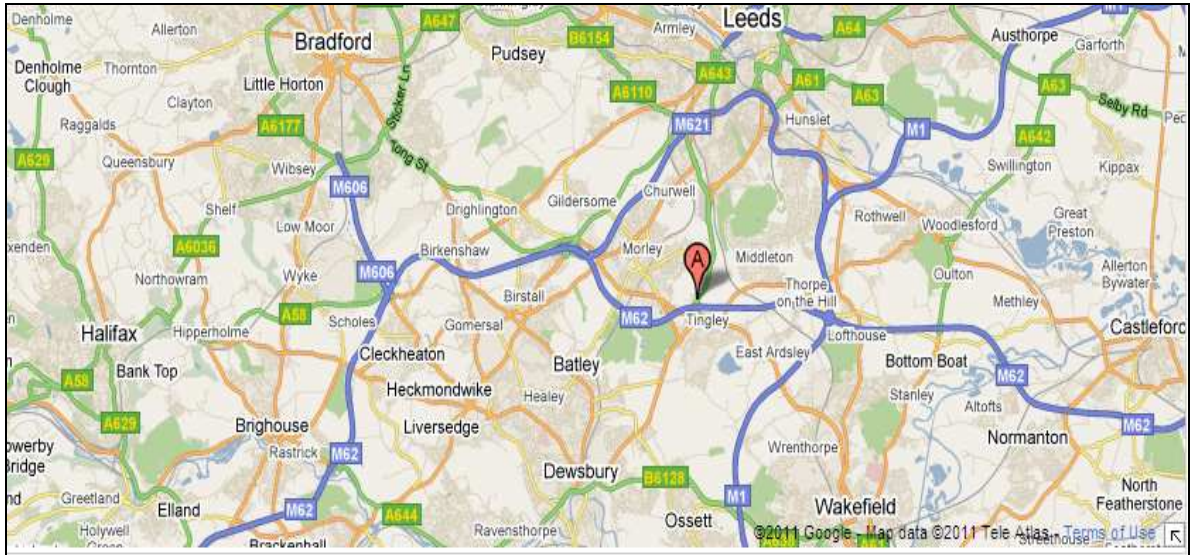 Denholme
Allerton
A647
B6154
Armley
Leeds
A64
M1
Austhorpe
Garforth
Bradford
Pudsey
Denholme
Clough
Thornton
Little Horton
Sticker Ln
A643
A61
A63
A63
Selby Rd
Clayton
A6110
Raggalds
A6177
M621
Hunslet
M1
A642
A629
Queensbury
Wibsey
Tong St
Swillington
Kippax
M606
Churwell
Shelf
Drighlington
Gildersome
Rothwell
Woodlesford
Great
Preston
Low Moor
A6036
Birkenshaw
Morley
A
Middleton
Northowram
Wyke
M606
Thorpe
on the Hill
Oulton
Allerton
Bywater
Birstall
Methley
A58
Scholes
Gomersal
M62
Tingley
Lofthouse
Castleford
Halifax
Hipperholme
Cleckheaton
Batley
East Ardsley
Bottom Boat
Bank Top
A58
Heckmondwike
Healey
M62
Stanley
Altofts
A629
Brighouse
Liversedge
M62
Normanton
Rastrick
M62
Wrenthorpe
Bridge
Dewsbury
B6128
M1
North
Featherstone
Greetland
Elland
M62
A644
Wakefield
Ossett
Holywell
Ravensthorpe
©2011 Google - Map data ©2011 Tele Atlas - Terms of Use
Brackenhall